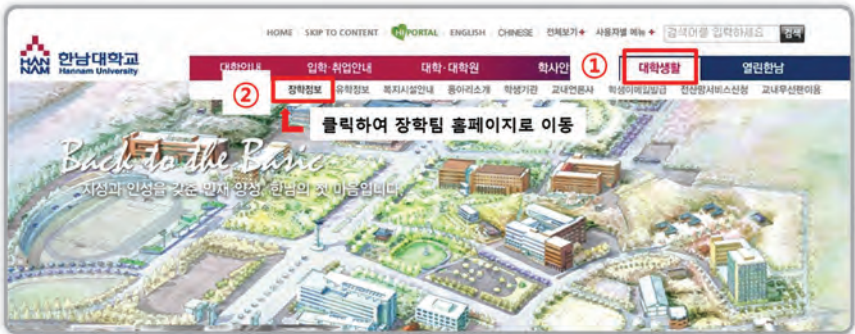 HOME SKIP TO CONTENT Hi PORTAL ENGLISH CHINESE 전체보기+ 사용자별 메뉴+ 검색어를 입력하세요 검색
HAN NAM 한남대학교
Hannam University
대학안내 입학·취업안내 대학·대학원 학사안 ① 대학생활 열린한남
② 장학정보 유학정보 복지시설안내 동아리소개 학생기관 교내언론사 학생이메일발급 전산망서비스신청 교내무선랜이용
클릭하여 장학팀 홈페이지로 이동
Back to the Basic
지성과 인성을 갖춘 인재 양성, 한남의 첫 마음입니다.